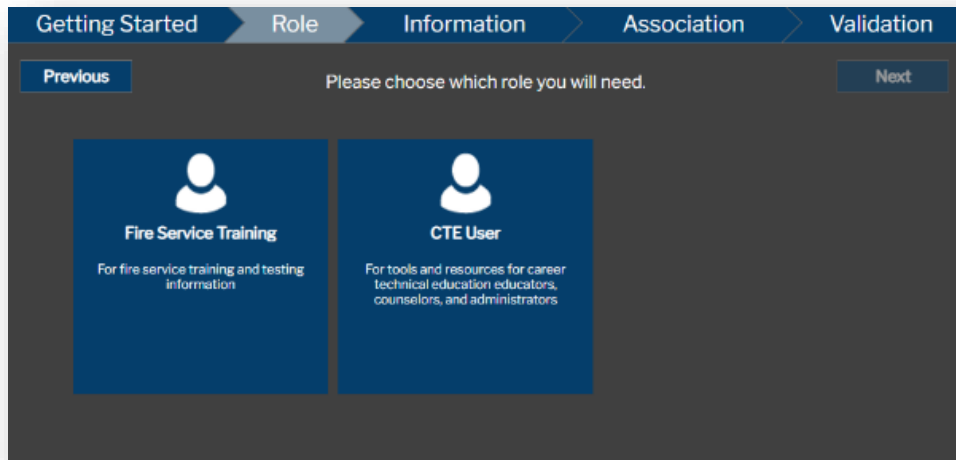 Getting Started Role Information Association Validation
Previous Please choose which role you will need. Next
Fire Service Training
For fire service training and testing
information
CTE User
For tools and resources for career
technical education educators,
counselors, and administrators